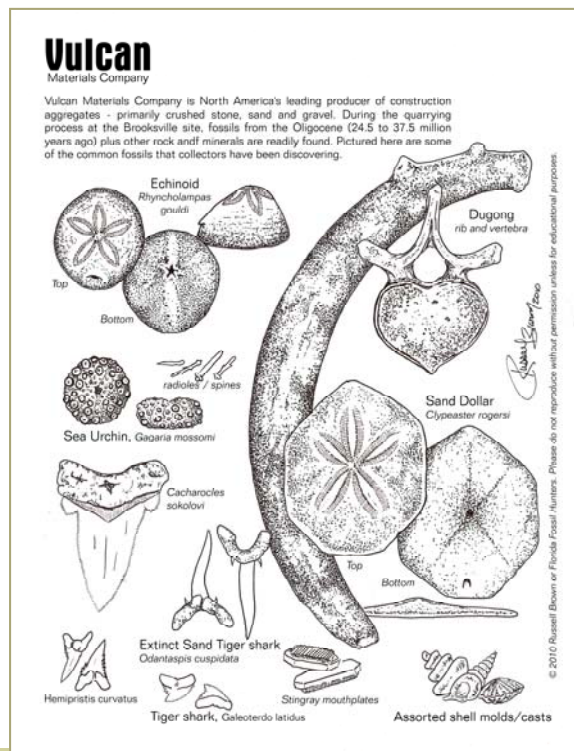 Vulcan
Materials Company
Vulcan Materials Company is North America's leading producer of construction
aggregates - primarily crushed stone, sand and gravel. During the quarrying
process at the Brooksville site, fossils from the Oligocene (24.5 to 37.5 million
years ago) plus other rock andf minerals are readily found. Pictured here are some
of the common fossils that collectors have been discovering.
Echinoid
Rhyncholampas
gouldi
Top
Bottom
Dugong
rib and vertebra
radioles / spines
Sea Urchin, Gagaria mossomi
Sand Dollar
Clypeaster rogersi
Cacharocles
sokolovi
Top
Bottom
Extinct Sand Tiger shark
Odantaspis cuspidata
Hemipristis curvatus
Tiger shark, Galeoterdo latidus
Stingray mouthplates
Assorted shell molds/casts
Russell Brown 2010
© 2010 Russell Brown or Florida Fossil Hunters. Please do not reproduce without permission unless for educational purposes.